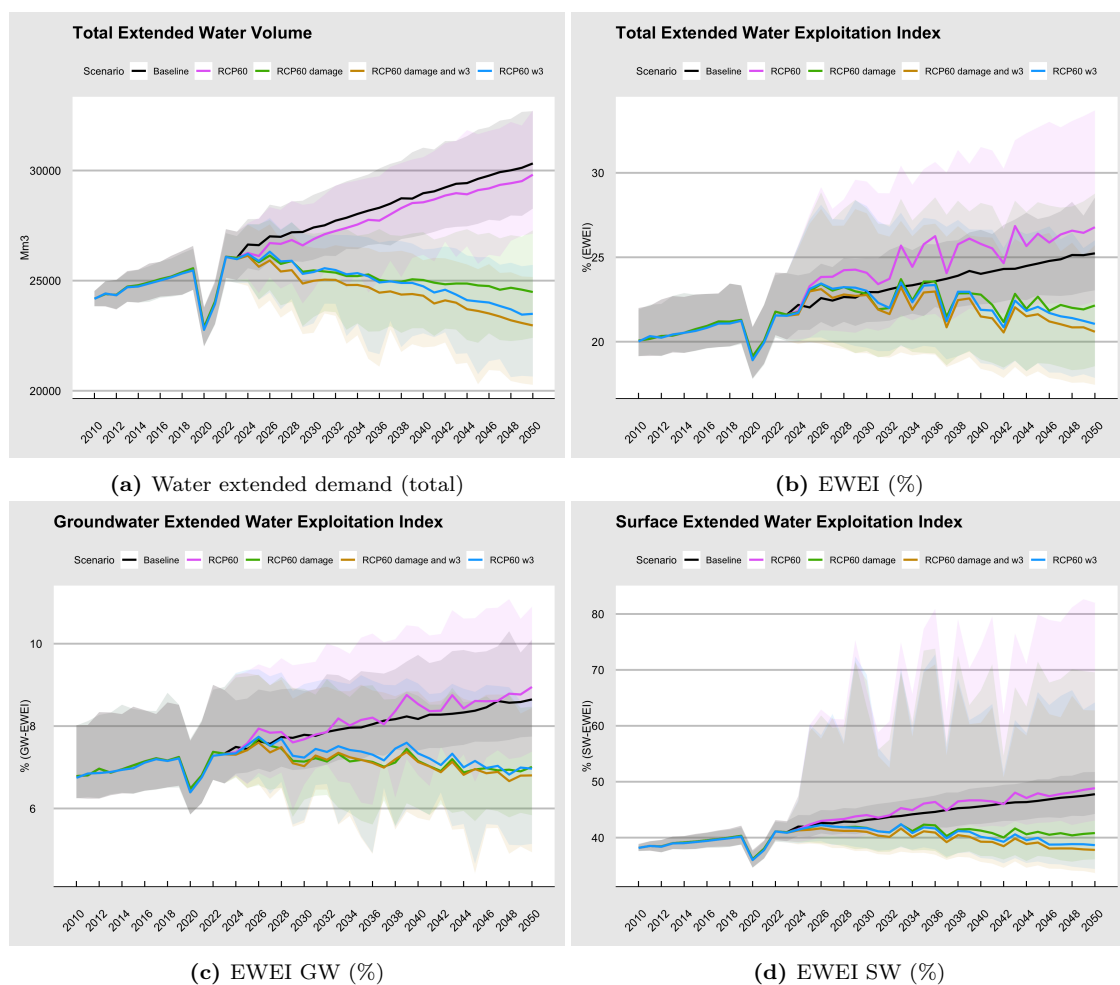 Total Extended Water Volume
Scenario Baseline RCP60 RCP60 damage RCP60 damage and w3 RCP60 w3
Mm3
30000
25000
20000
2010 2012 2014 2016 2018 2020 2022 2024 2026 2028 2030 2032 2034 2036 2038 2040 2042 2044 2046 2048 2050
(a) Water extended demand (total)
Total Extended Water Exploitation Index
Scenario Baseline RCP60 RCP60 damage RCP60 damage and w3 RCP60 w3
% (EWEI)
30
20
2010 2012 2014 2016 2018 2020 2022 2024 2026 2028 2030 2032 2034 2036 2038 2040 2042 2044 2046 2048 2050
(b) EWEI (%)
Groundwater Extended Water Exploitation Index
Scenario Baseline RCP60 RCP60 damage RCP60 damage and w3 RCP60 w3
% (GW-EWEI)
10
8
6
2010 2012 2014 2016 2018 2020 2022 2024 2026 2028 2030 2032 2034 2036 2038 2040 2042 2044 2046 2048 2050
(c) EWEI GW (%)
Surface Extended Water Exploitation Index
Scenario Baseline RCP60 RCP60 damage RCP60 damage and w3 RCP60 w3
% (SW-EWEI)
80
70
60
50
40
2010 2012 2014 2016 2018 2020 2022 2024 2026 2028 2030 2032 2034 2036 2038 2040 2042 2044 2046 2048 2050
(d) EWEI SW (%)